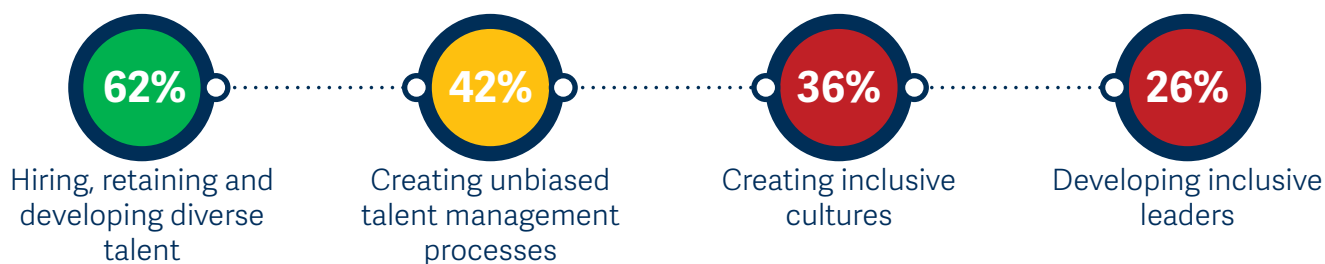 62%
42%
36%
26%
Hiring, retaining and
developing diverse
talent
Creating unbiased
talent management
processes
Creating inclusive
cultures
Developing inclusive
leaders